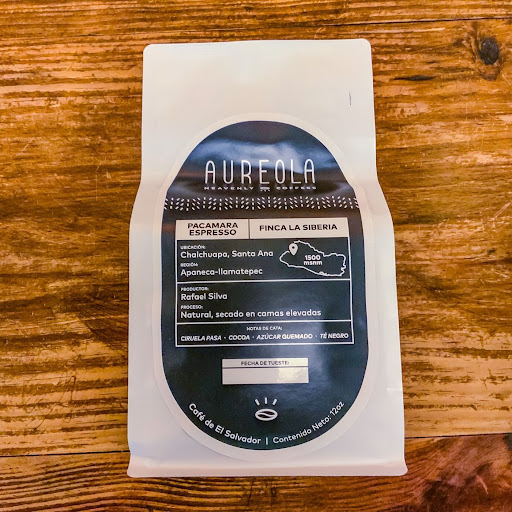 AUREOLA
HEAVENLY COFFEES
PACAMARA ESPRESSO
FINCA LA SIBERIA
UBICACIÓN:
Chalchuapa, Santa Ana
REGIÓN:
Apaneca-Ilamatepec
1500
msnm
PRODUCTOR:
Rafael Silva
PROCESO:
Natural, secado en camas elevadas
NOTAS DE CATA:
CIRUELA PASA · COCOA · AZÚCAR QUEMADO · TÉ NEGRO
FECHA DE TUESTE:
Café de El Salvador | Contenido Neto: 12oz